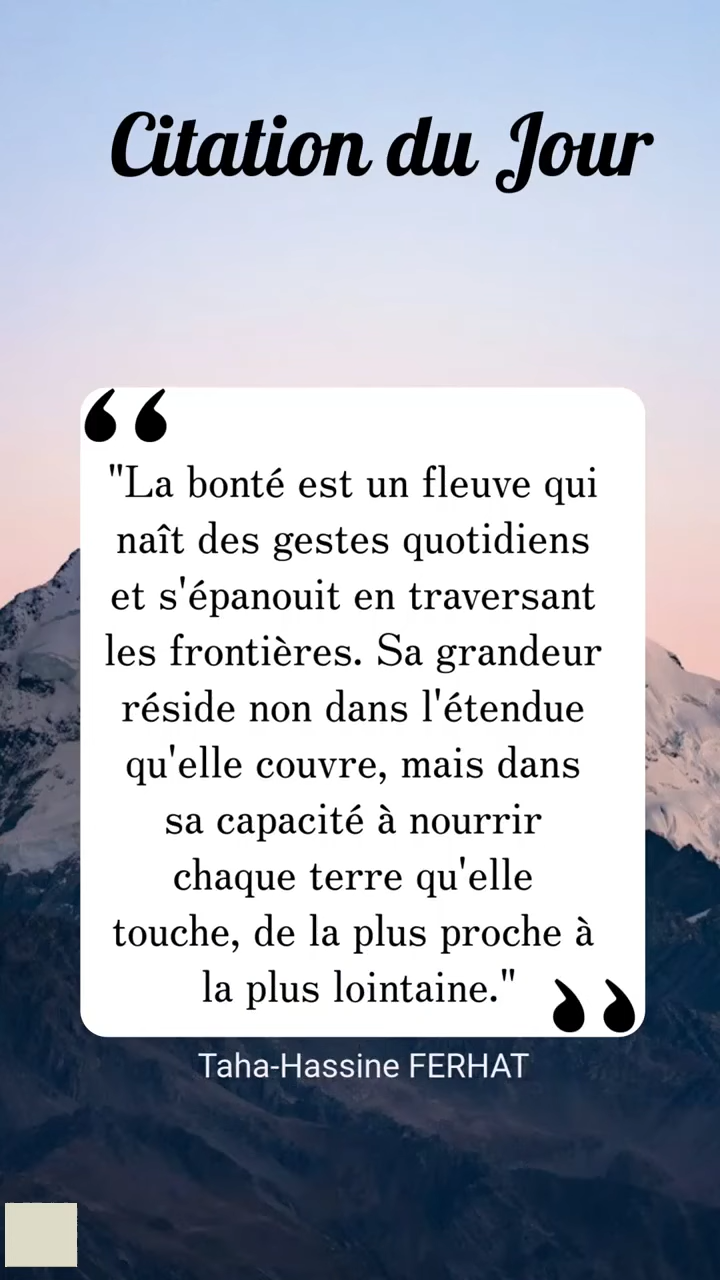 Citation du Jour
"La bonté est un fleuve qui
naît des gestes quotidiens
et s'épanouit en traversant
les frontières. Sa grandeur
réside non dans l'étendue
qu'elle couvre, mais dans
sa capacité à nourrir
chaque terre qu'elle
touche, de la plus proche à
la plus lointaine."
Taha-Hassine FERHAT